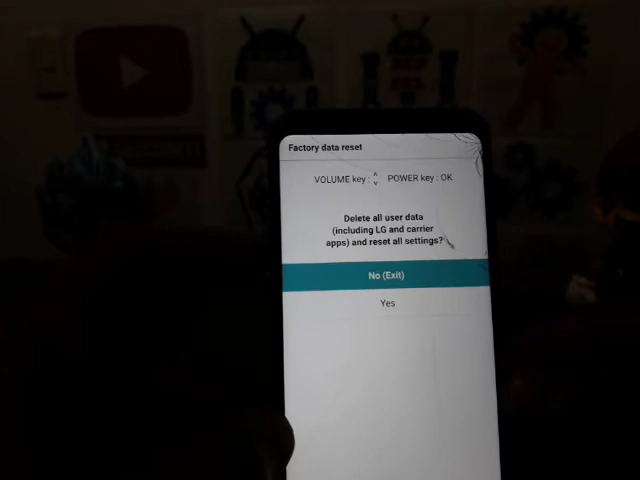 Factory data reset
VOLUME key : POWER key : OK
Delete all user data
(including LG and carrier
apps) and reset all settings?
No (Exit)
Yes